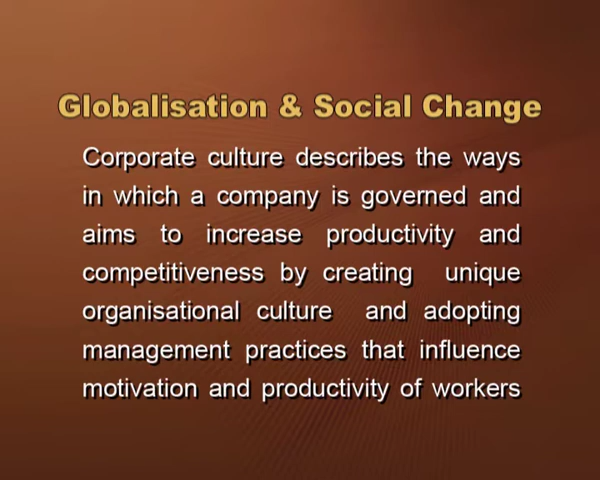 Globalisation & Social Change
Corporate culture describes the ways
in which a company is governed and
aims to increase productivity and
competitiveness by creating unique
organisational culture and adopting
management practices that influence
motivation and productivity of workers